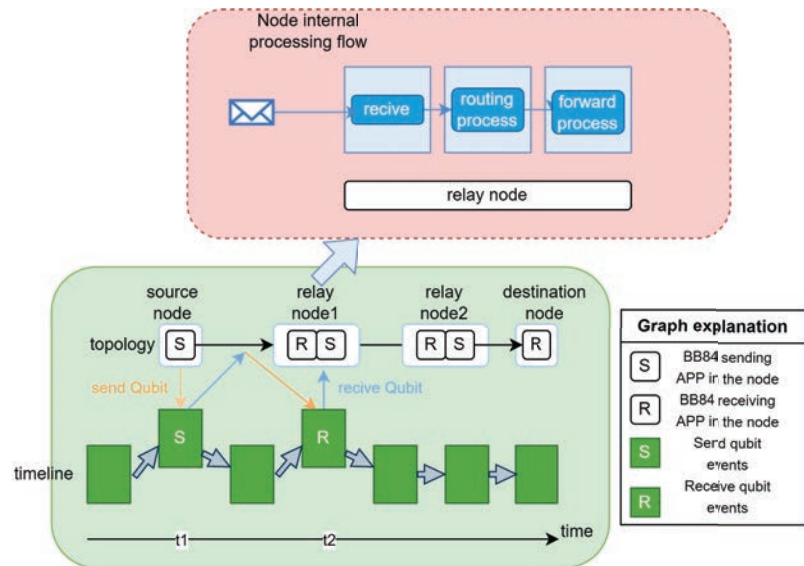 Node internal
processing flow
recive
routing
process
forward
process
relay node
source
node
relay
node1
relay
node2
destination
node
topology
S
R S
R S
R
send Qubit
recive Qubit
S
R
timeline
t1
t2
time
Graph explanation
S
BB84 sending
APP in the node
R
BB84 receiving
APP in the node
S
Send qubit
events
R
Receive qubit
events